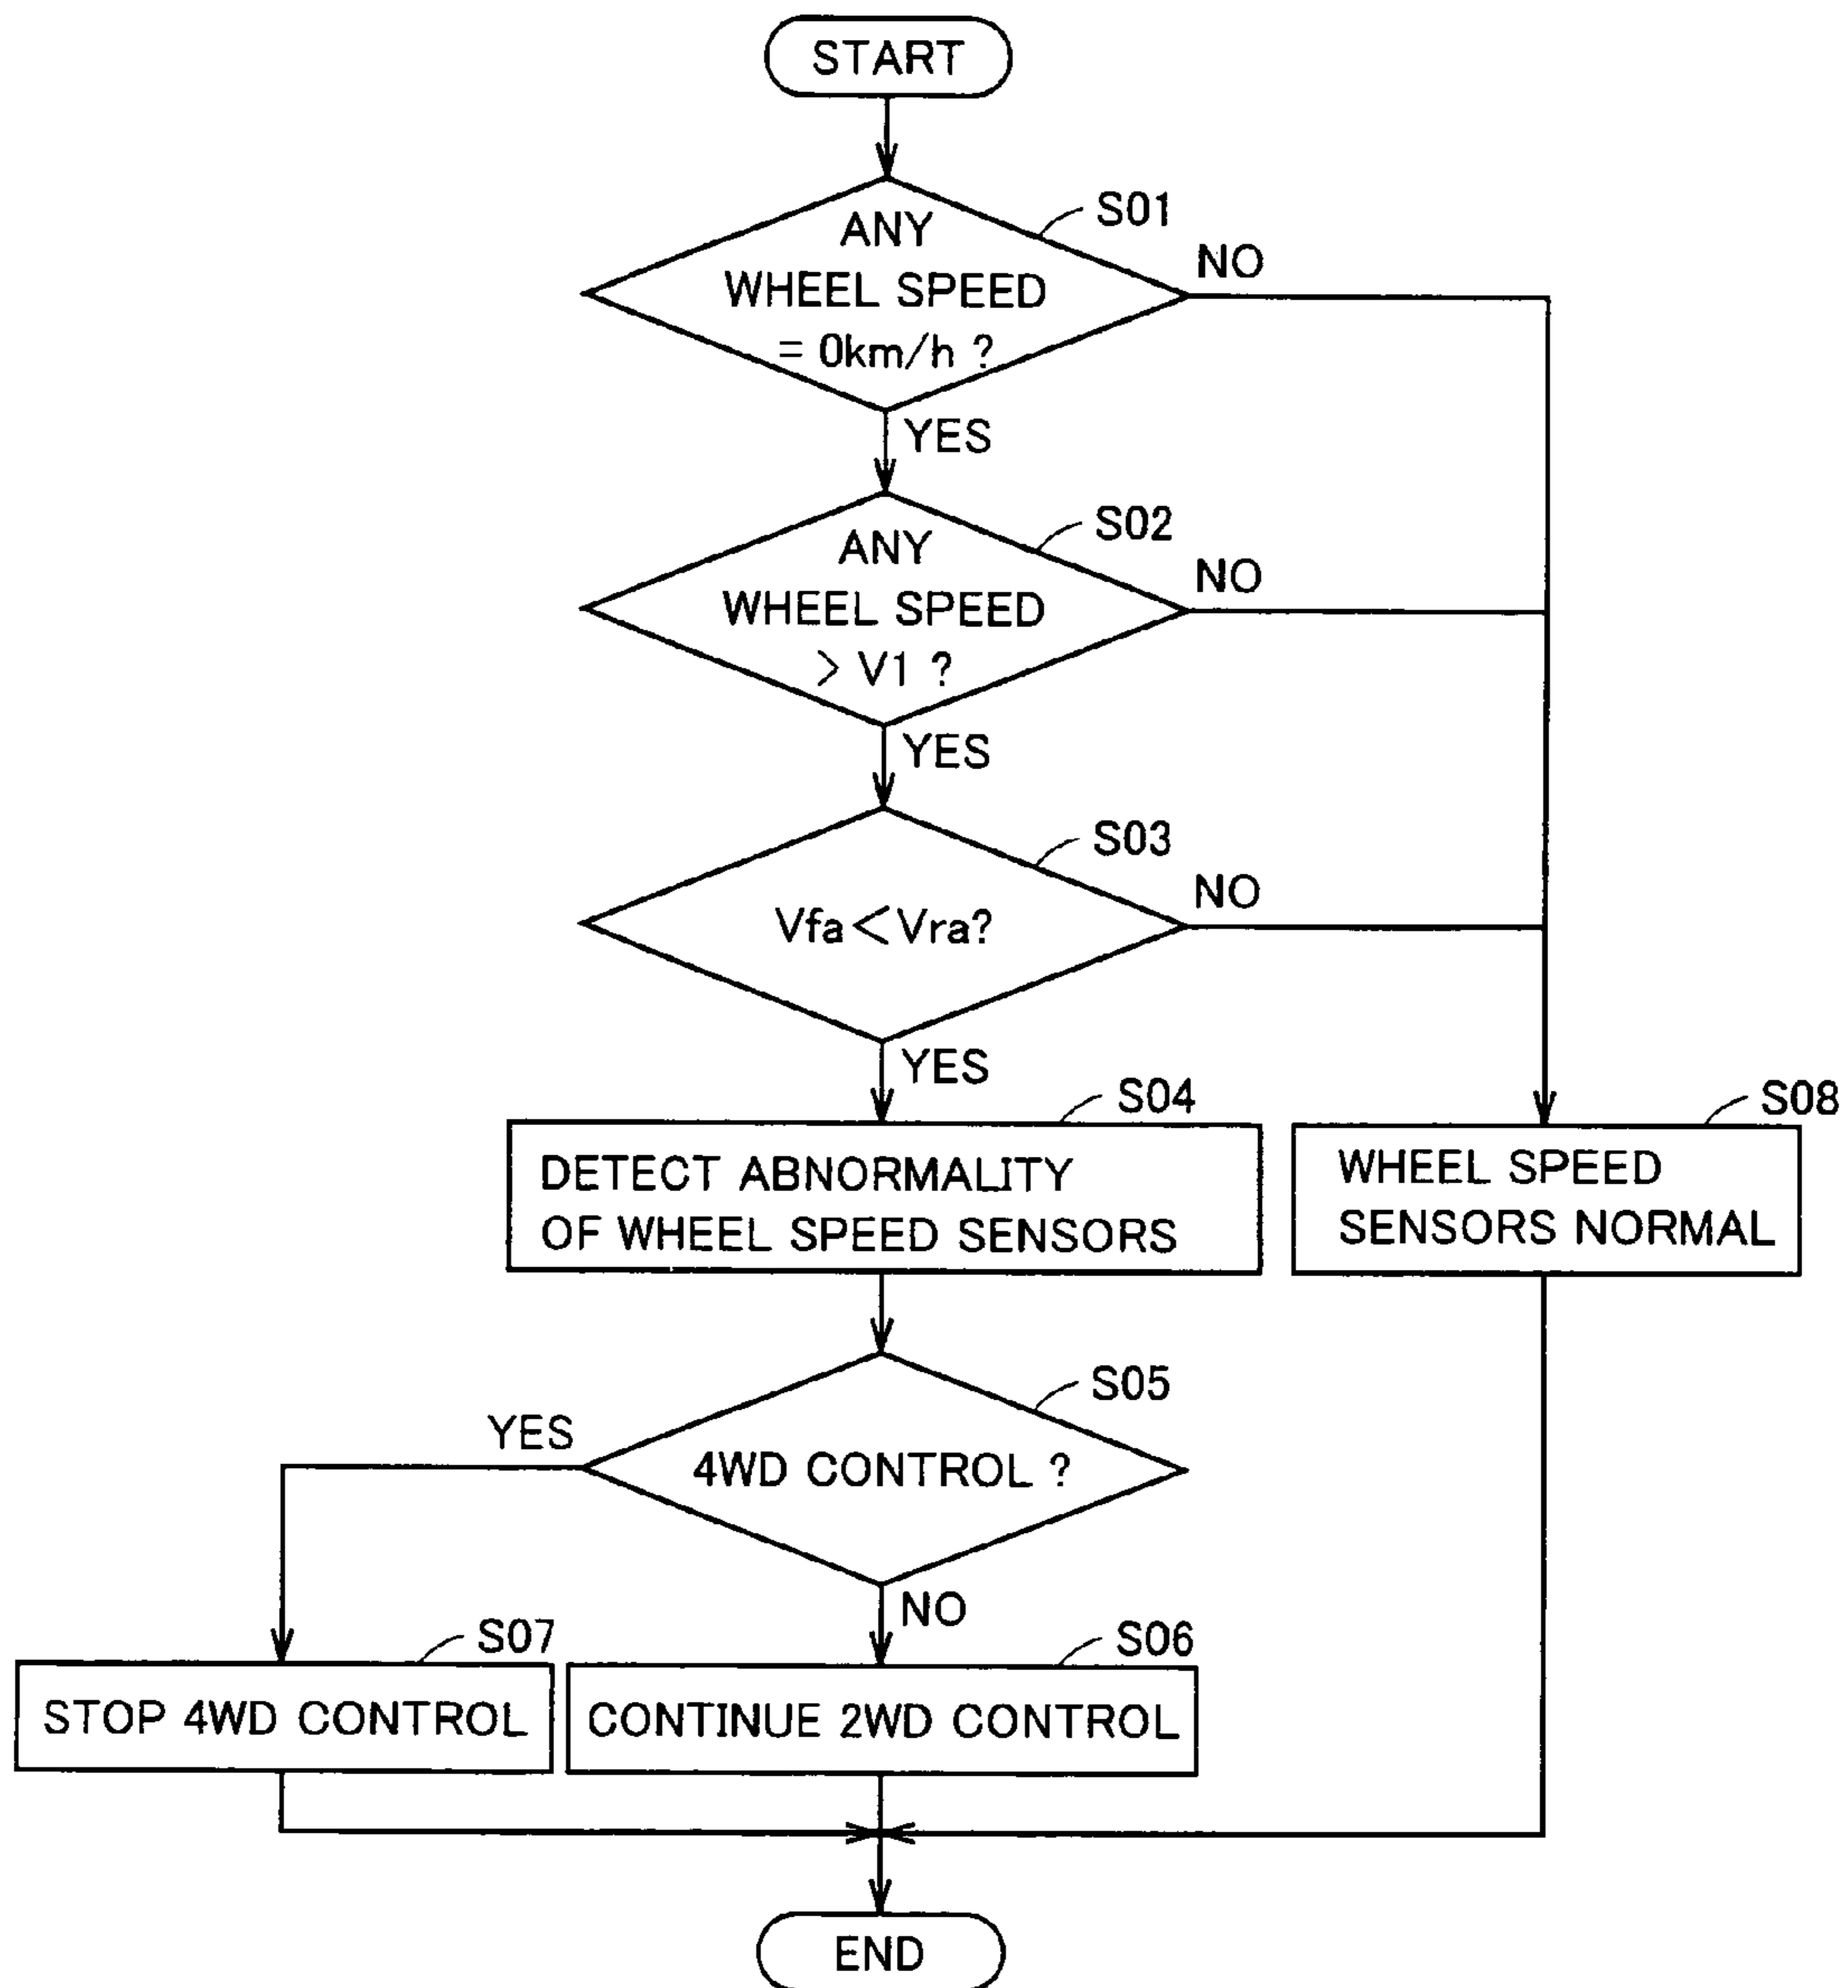 START
S01
ANY
WHEEL SPEED
= 0km/h ?
NO
YES
S02
ANY
WHEEL SPEED
> V1 ?
NO
YES
S03
Vfa<Vra?
NO
YES
S04
DETECT ABNORMALITY
OF WHEEL SPEED SENSORS
S08
WHEEL SPEED
SENSORS NORMAL
S05
4WD CONTROL ?
YES
NO
S07
STOP 4WD CONTROL
S06
CONTINUE 2WD CONTROL
END